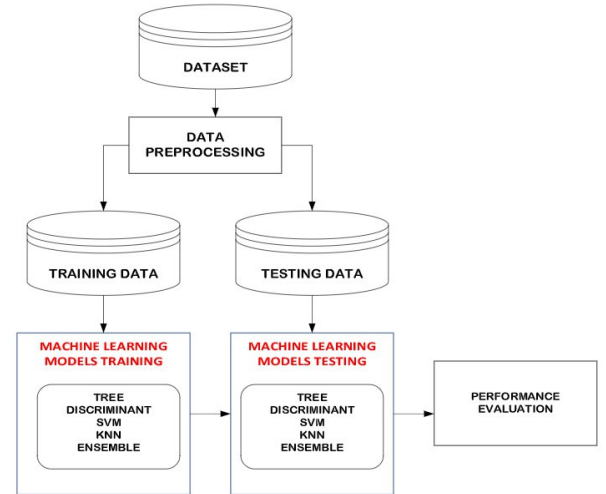 DATASET
DATA
PREPROCESSING
TRAINING DATA
TESTING DATA
MACHINE LEARNING
MODELS TRAINING
TREE
DISCRIMINANT
SVM
KNN
ENSEMBLE
MACHINE LEARNING
MODELS TESTING
TREE
DISCRIMINANT
SVM
KNN
ENSEMBLE
PERFORMANCE
EVALUATION